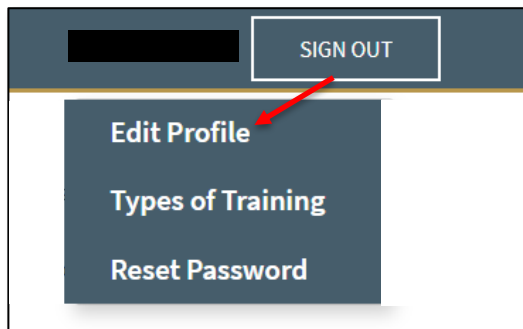 SIGN OUT
Edit Profile
Types of Training
Reset Password